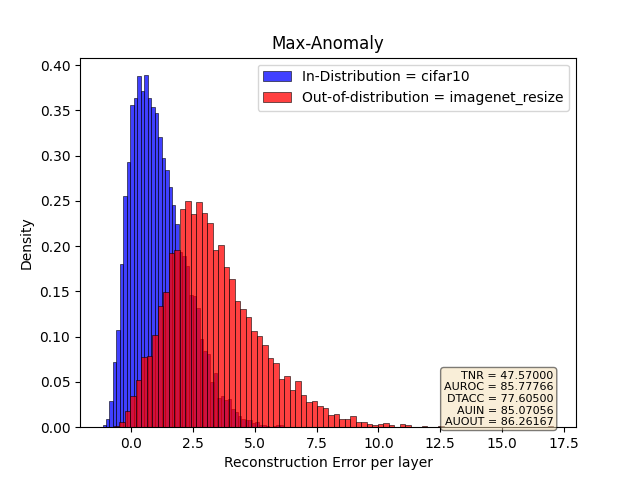 Max-Anomaly
In-Distribution = cifar10
Out-of-distribution = imagenet_resize
0.40
0.35
0.30
0.25
0.20
0.15
0.10
0.05
0.00
Density
TNR = 47.57000
AUROC = 85.77766
DTACC = 77.60500
AUIN = 85.07056
AUOUT = 86.26167
0.0 2.5 5.0 7.5 10.0 12.5 15.0 17.5
Reconstruction Error per layer